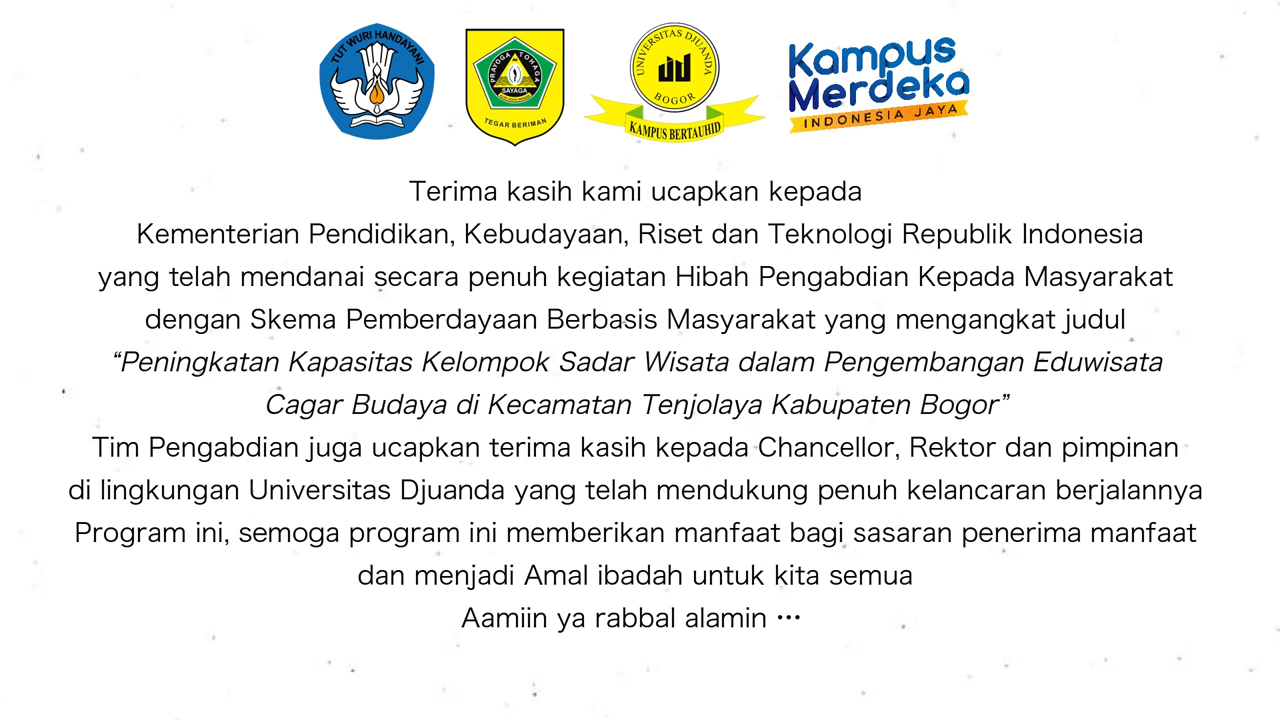 TUT WURI HANDAYANI
PRAYOGA TOHAGA
SAYAGA
TEGAR BERIMAN
UNIVERSITAS DJUANDA
BOGOR
KAMPUS BERTAUHID
Kampus
Merdeka
INDONESIA JAYA
Terima kasih kami ucapkan kepada
Kementerian Pendidikan, Kebudayaan, Riset dan Teknologi Republik Indonesia
yang telah mendanai secara penuh kegiatan Hibah Pengabdian Kepada Masyarakat
dengan Skema Pemberdayaan Berbasis Masyarakat yang mengangkat judul
“Peningkatan Kapasitas Kelompok Sadar Wisata dalam Pengembangan Eduwisata
Cagar Budaya di Kecamatan Tenjolaya Kabupaten Bogor”
Tim Pengabdian juga ucapkan terima kasih kepada Chancellor, Rektor dan pimpinan
di lingkungan Universitas Djuanda yang telah mendukung penuh kelancaran berjalannya
Program ini, semoga program ini memberikan manfaat bagi sasaran penerima manfaat
dan menjadi Amal ibadah untuk kita semua
Aamiin ya rabbal alamin …